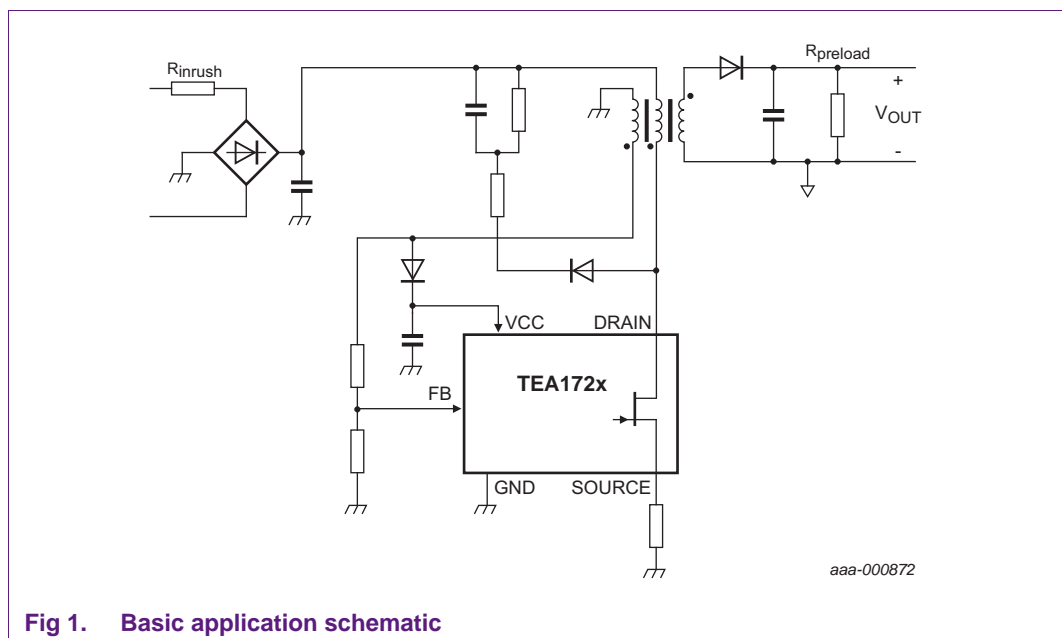 Rinrush
Rpreload
+
VOUT
-
VCC
DRAIN
TEA172x
FB
GND
SOURCE
aaa-000872
Fig 1. Basic application schematic